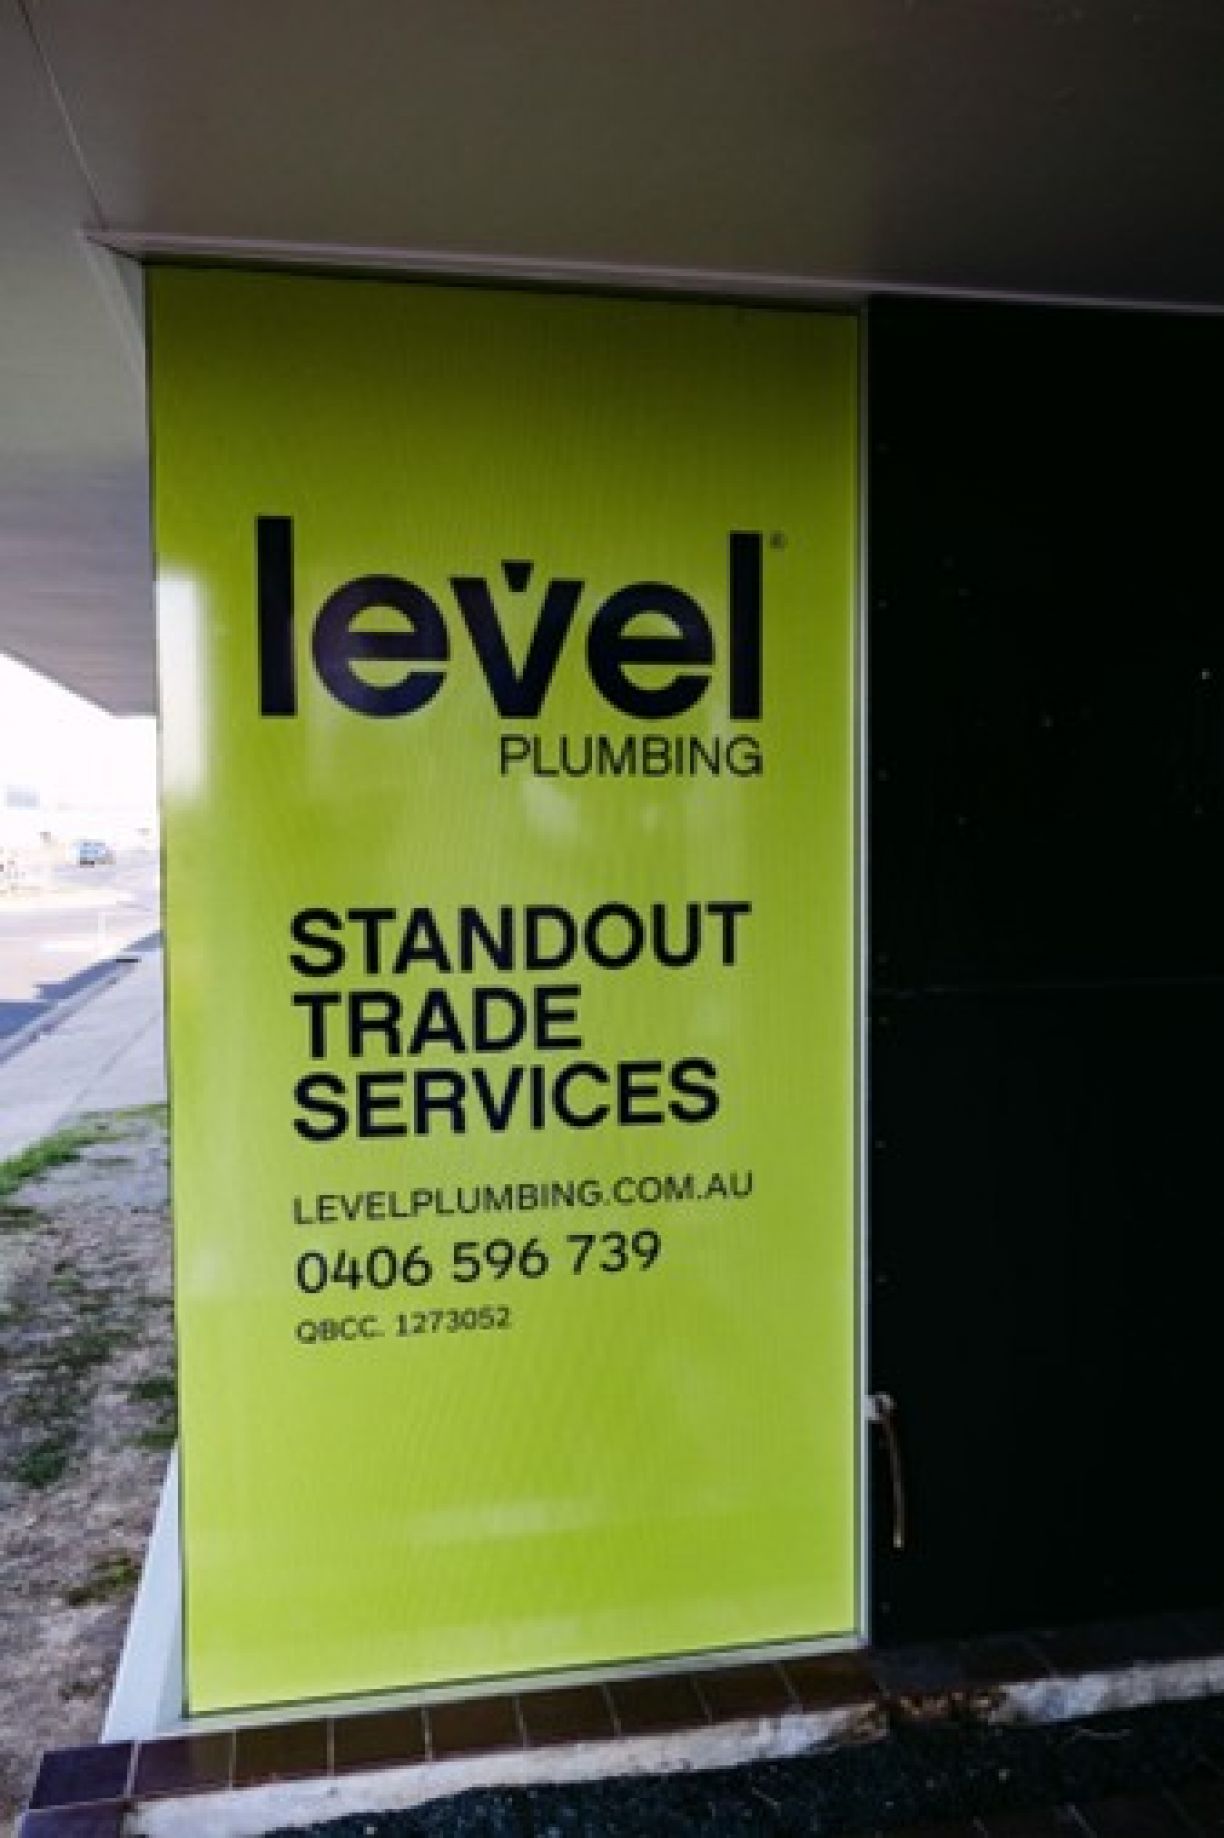 level
PLUMBING
STANDOUT
TRADE
SERVICES
LEVELPLUMBING.COM.AU
0406 596 739
QBCC. 1273052